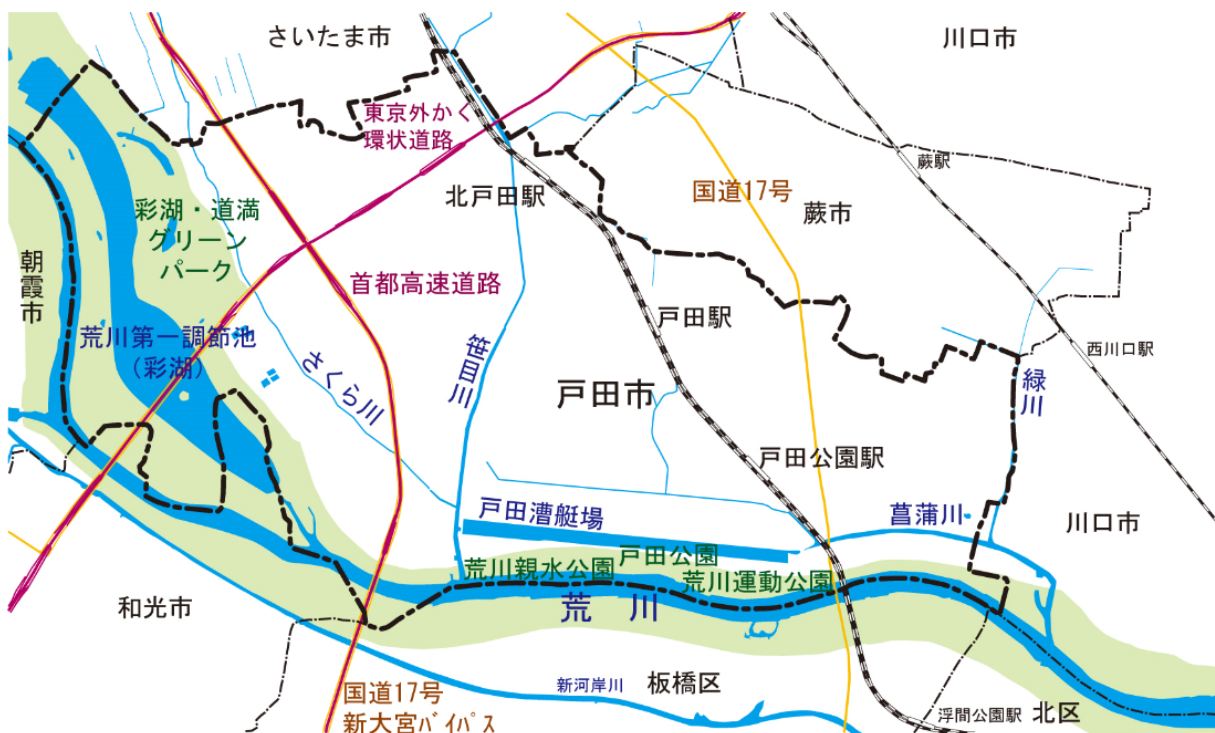 さいたま市
川口市
東京外かく
環状道路
蕨駅
北戸田駅
国道17号
蕨市
彩湖・道満
グリーン
パーク
朝霞市
首都高速道路
戸田駅
荒川第一調節池
(彩湖)
さくら川
笹目川
西川口駅
緑川
戸田市
戸田公園駅
戸田漕艇場
菖蒲川
川口市
戸田公園
荒川親水公園
荒川運動公園
和光市
荒川
新河岸川
板橋区
国道17号
新大宮バイパス
浮間公園駅
北区